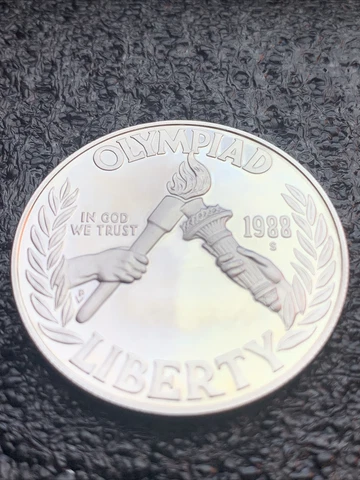 OLYMPIAD
IN GOD
WE TRUST
1988
S
LIBERTY